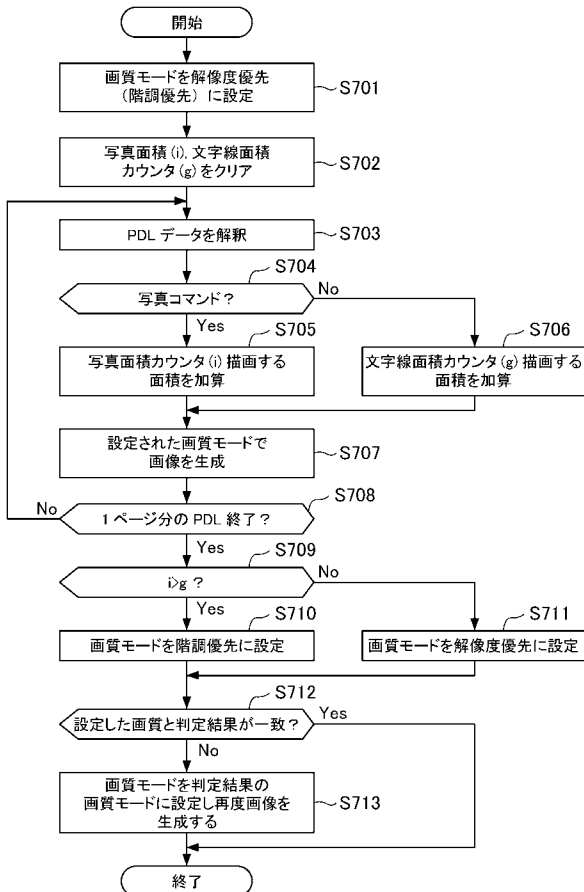 開始
画質モードを解像度優先
（階調優先）に設定
S701
写真面積(i), 文字線面積
カウンタ(g)をクリア
S702
PDL データを解釈
S703
S704
写真コマンド？
No
Yes
S705
S706
写真面積カウンタ(i) 描画する
面積を加算
文字線面積カウンタ(g) 描画する
面積を加算
設定された画質モードで
画像を生成
S707
S708
No
1 ページ分の PDL 終了？
Yes
S709
i>g ?
No
Yes
S710
S711
画質モードを階調優先に設定
画質モードを解像度優先に設定
S712
設定した画質と判定結果が一致？
Yes
No
画質モードを判定結果の
画質モードに設定し再度画像を
生成する
S713
終了